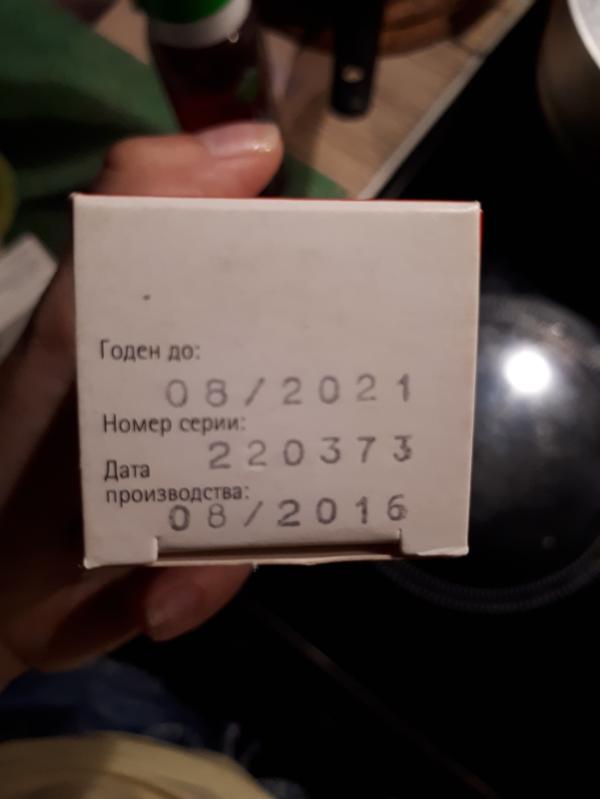 Годен до:
08/2021
Номер серии:
220373
Дата
производства:
08/2016